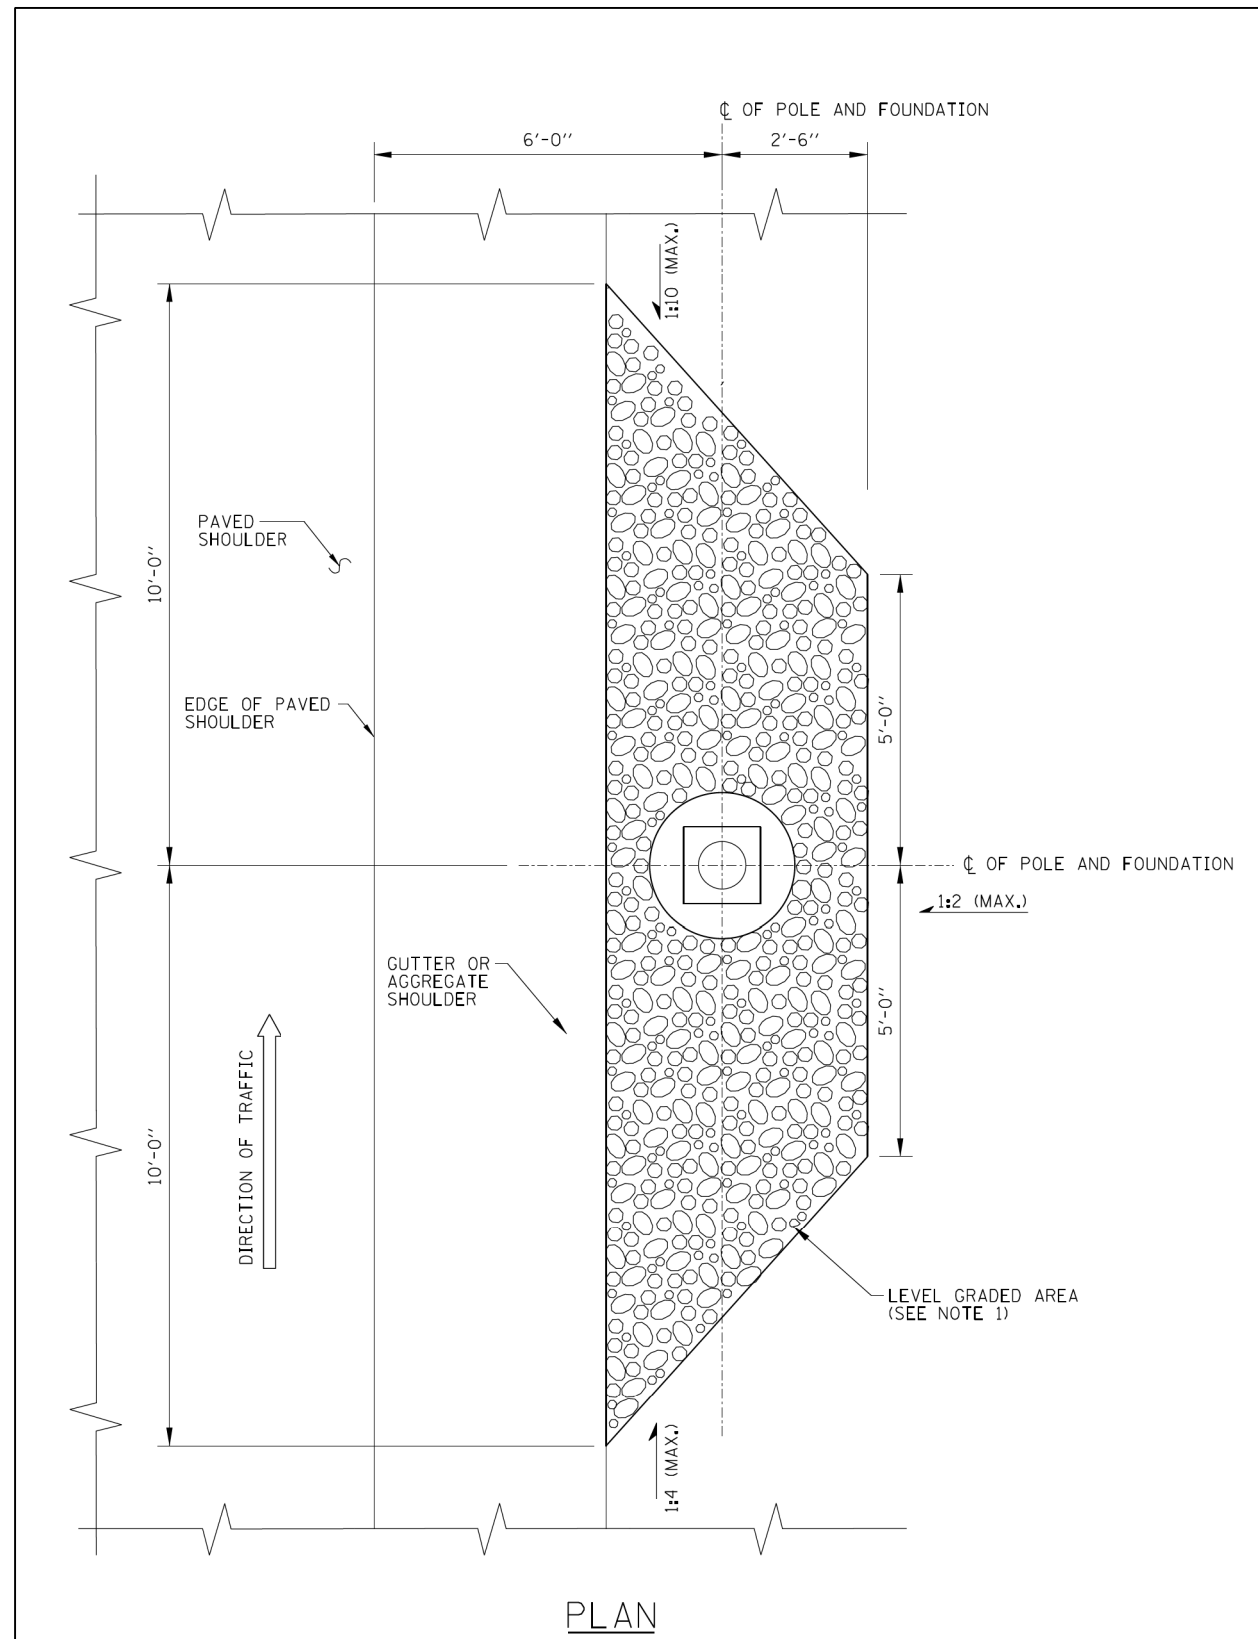 ℄ OF POLE AND FOUNDATION
6'-0"
2'-6"
1:10 (MAX.)
PAVED
SHOULDER
10'-0"
EDGE OF PAVED
SHOULDER
5'-0"
℄ OF POLE AND FOUNDATION
1:2 (MAX.)
GUTTER OR
AGGREGATE
SHOULDER
5'-0"
DIRECTION OF TRAFFIC
10'-0"
LEVEL GRADED AREA
(SEE NOTE 1)
1:4 (MAX.)
PLAN